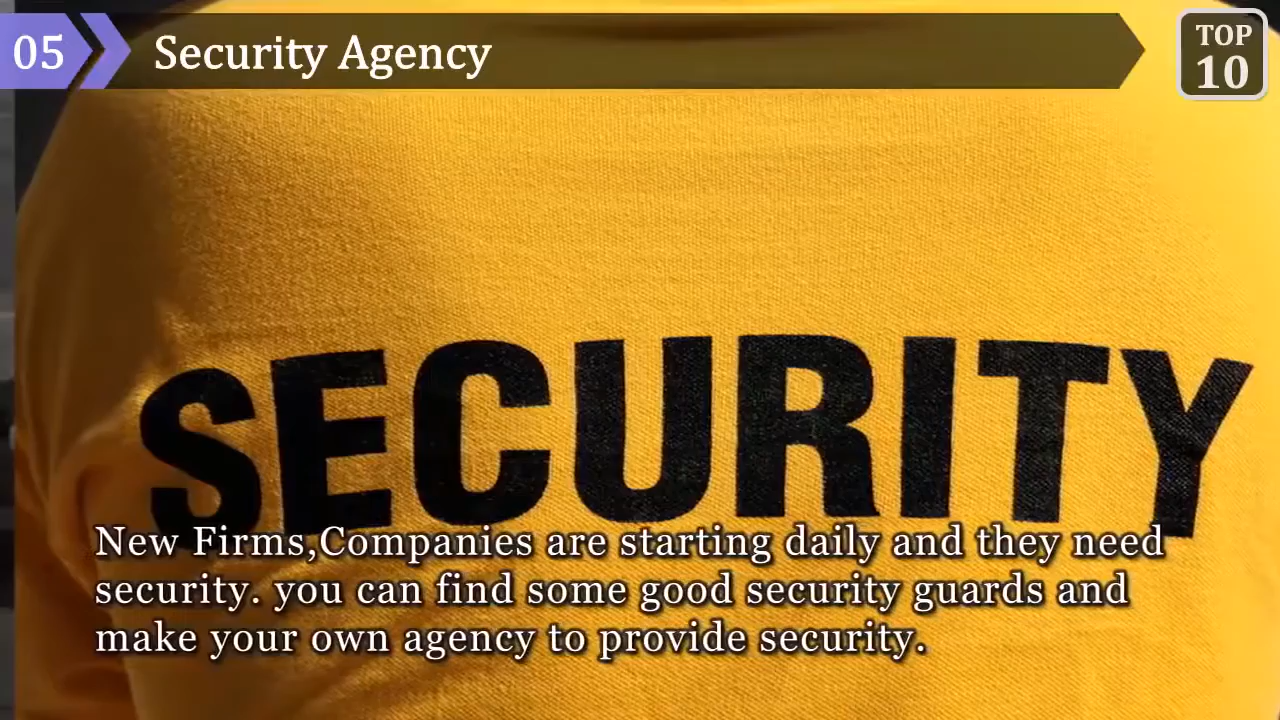 05
Security Agency
TOP
10
SECURITY
New Firms,Companies are starting daily and they need
security. you can find some good security guards and
make your own agency to provide security.